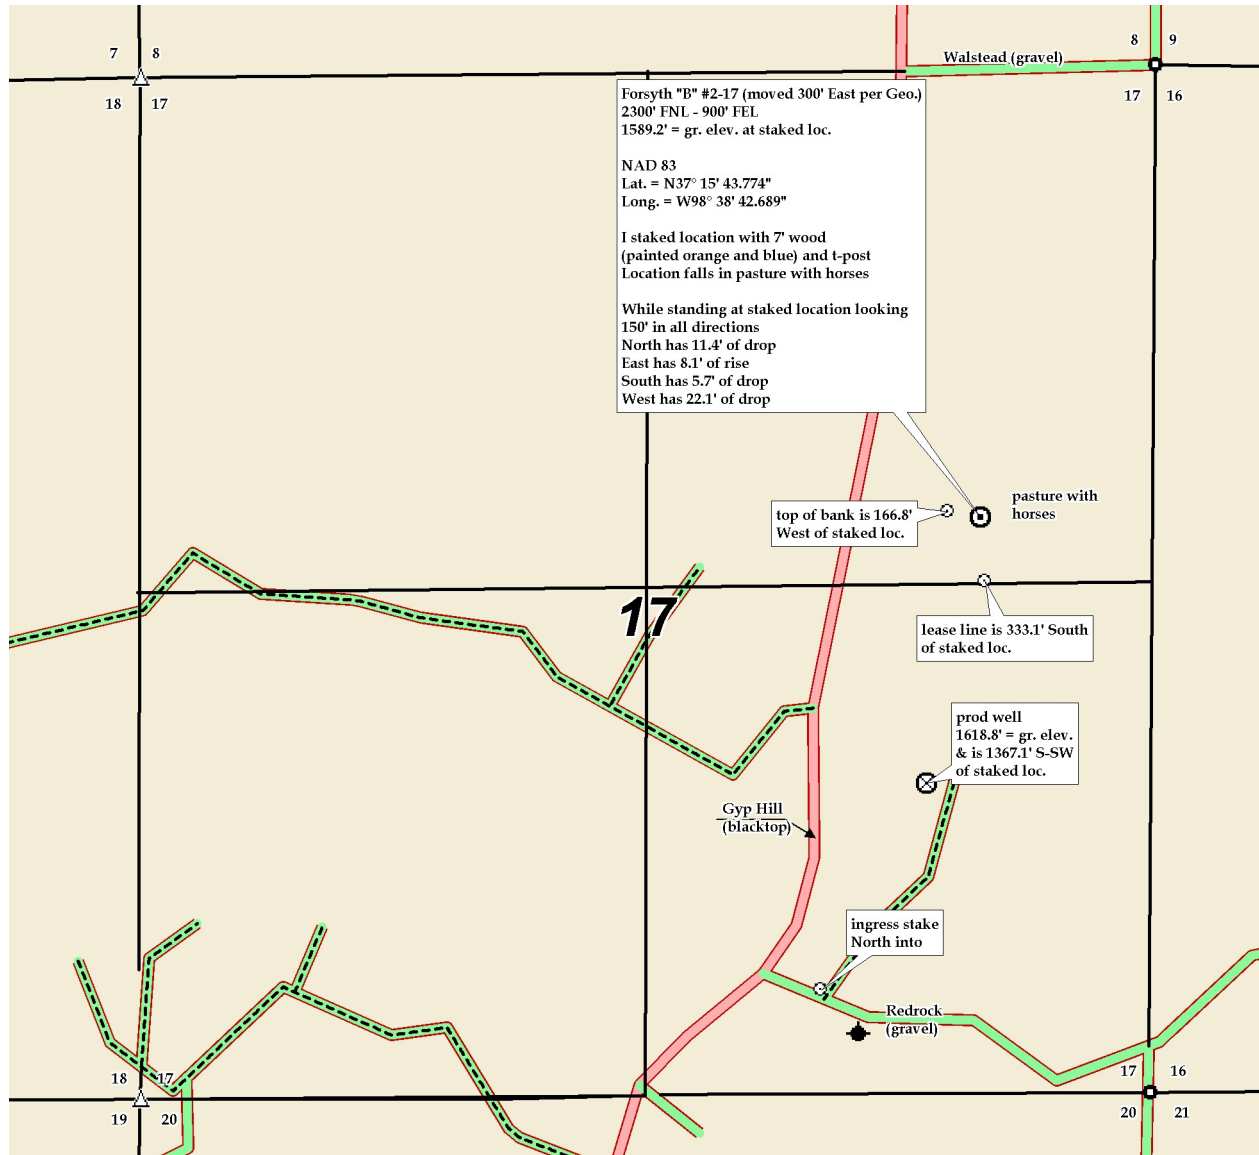 7 8
8 9
Walstead (gravel)
18 17
17 16
Forsyth "B" #2-17 (moved 300' East per Geo.)
2300' FNL - 900' FEL
1589.2' = gr. elev. at staked loc.
NAD 83
Lat. = N37° 15' 43.774"
Long. = W98° 38' 42.689"
I staked location with 7' wood
(painted orange and blue) and t-post
Location falls in pasture with horses
While standing at staked location looking
150' in all directions
North has 11.4' of drop
East has 8.1' of rise
South has 5.7' of drop
West has 22.1' of drop
pasture with
horses
top of bank is 166.8'
West of staked loc.
17
lease line is 333.1' South
of staked loc.
prod well
1618.8' = gr. elev.
& is 1367.1' S-SW
of staked loc.
Gyp Hill
(blacktop)
ingress stake
North into
Redrock
(gravel)
18 17
17 16
19 20
20 21